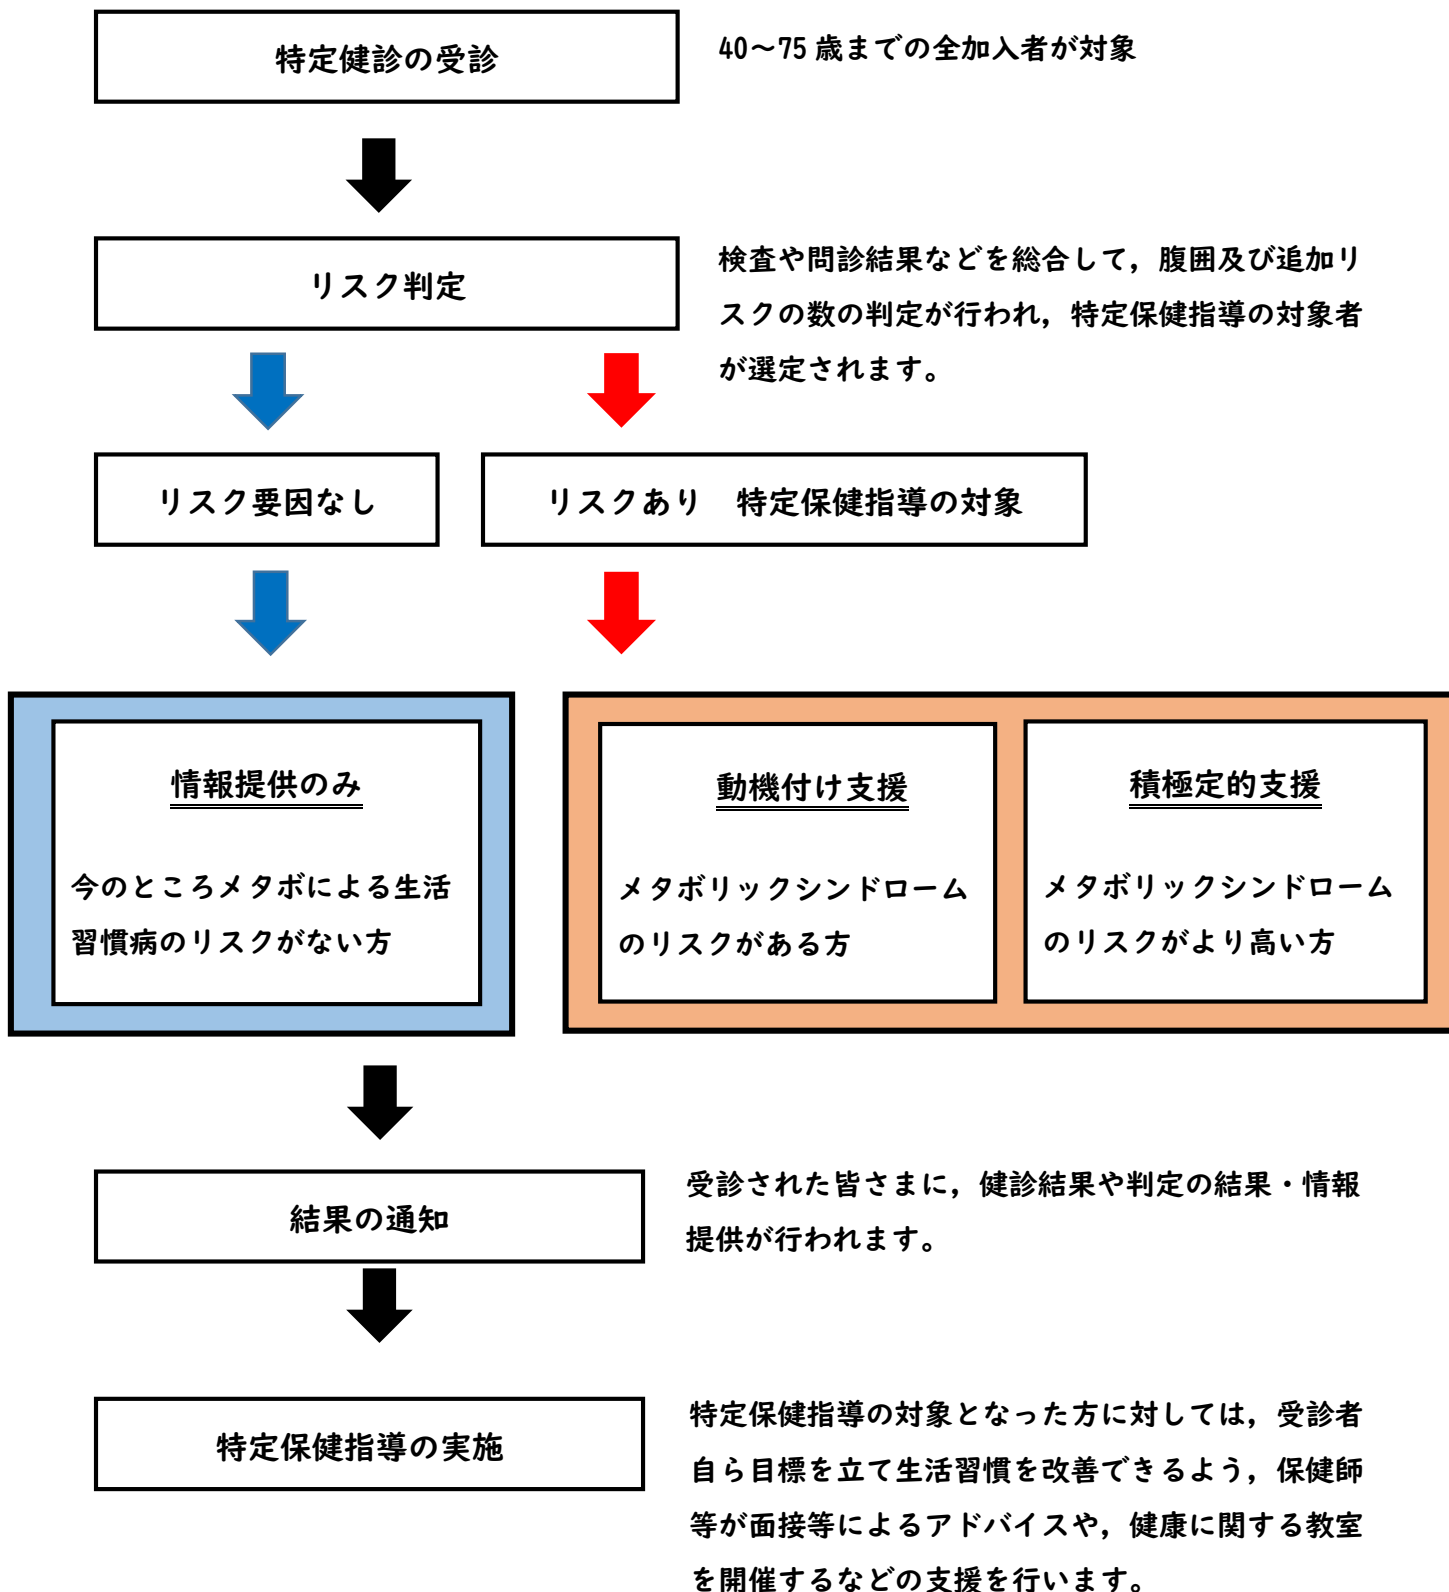 特定健診の受診
40～75 歳までの全加入者が対象
リスク判定
検査や問診結果などを総合して，腹囲及び追加リ
スクの数の判定が行われ，特定保健指導の対象者
が選定されます。
リスク要因なし
リスクあり　特定保健指導の対象
情報提供のみ
今のところメタボによる生活
習慣病のリスクがない方
動機付け支援
メタボリックシンドローム
のリスクがある方
積極定的支援
メタボリックシンドローム
のリスクがより高い方
結果の通知
受診された皆さまに，健診結果や判定の結果・情報
提供が行われます。
特定保健指導の実施
特定保健指導の対象となった方に対しては，受診者
自ら目標を立て生活習慣を改善できるよう，保健師
等が面接等によるアドバイスや，健康に関する教室
を開催するなどの支援を行います。